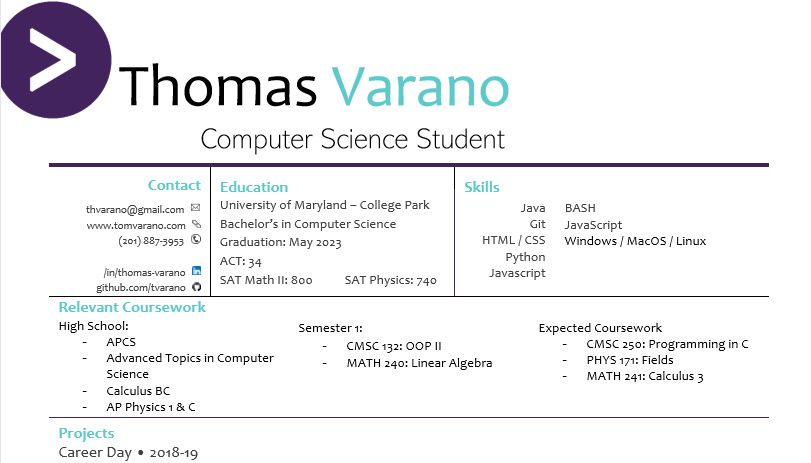 Thomas Varano
Computer Science Student
Contact
thvarano@gmail.com
www.tomvarano.com
(201) 887-3953
/in/thomas-varano
github.com/tvarano
Education
University of Maryland – College Park
Bachelor's in Computer Science
Graduation: May 2023
ACT: 34
SAT Math II: 800 SAT Physics: 740
Skills
Java BASH
Git JavaScript
HTML / CSS Windows / MacOS / Linux
Python
Javascript
Relevant Coursework
High School:
- APCS
- Advanced Topics in Computer
Science
- Calculus BC
- AP Physics 1 & C
Semester 1:
- CMSC 132: OOP II
- MATH 240: Linear Algebra
Expected Coursework
- CMSC 250: Programming in C
- PHYS 171: Fields
- MATH 241: Calculus 3
Projects
Career Day • 2018-19